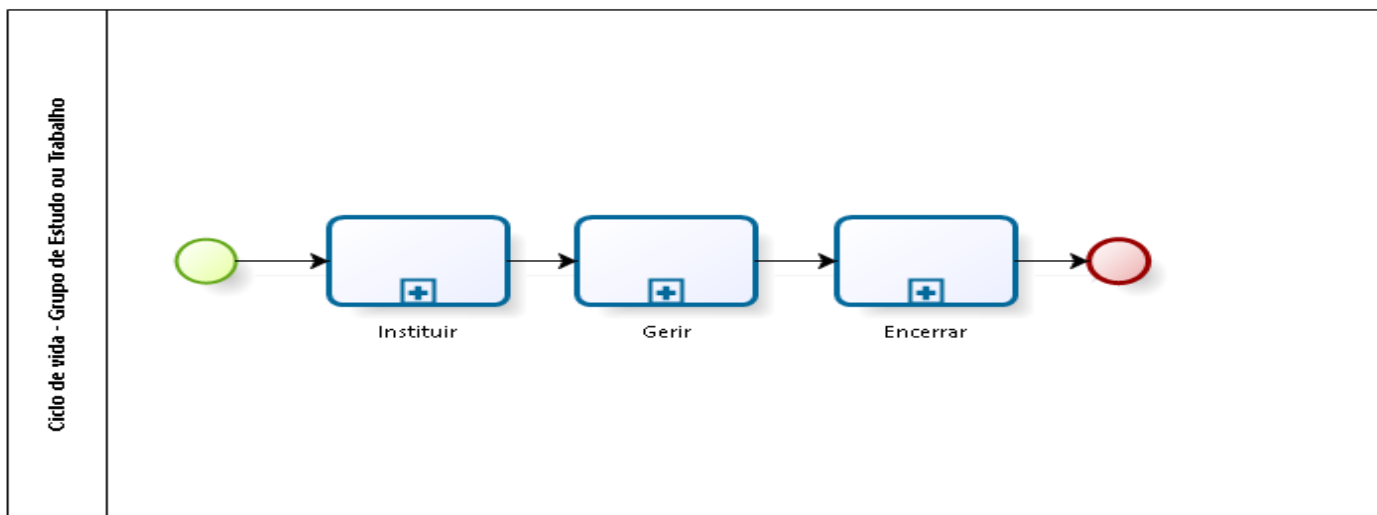 Ciclo de vida - Grupo de Estudo ou Trabalho
Instituir
Gerir
Encerrar